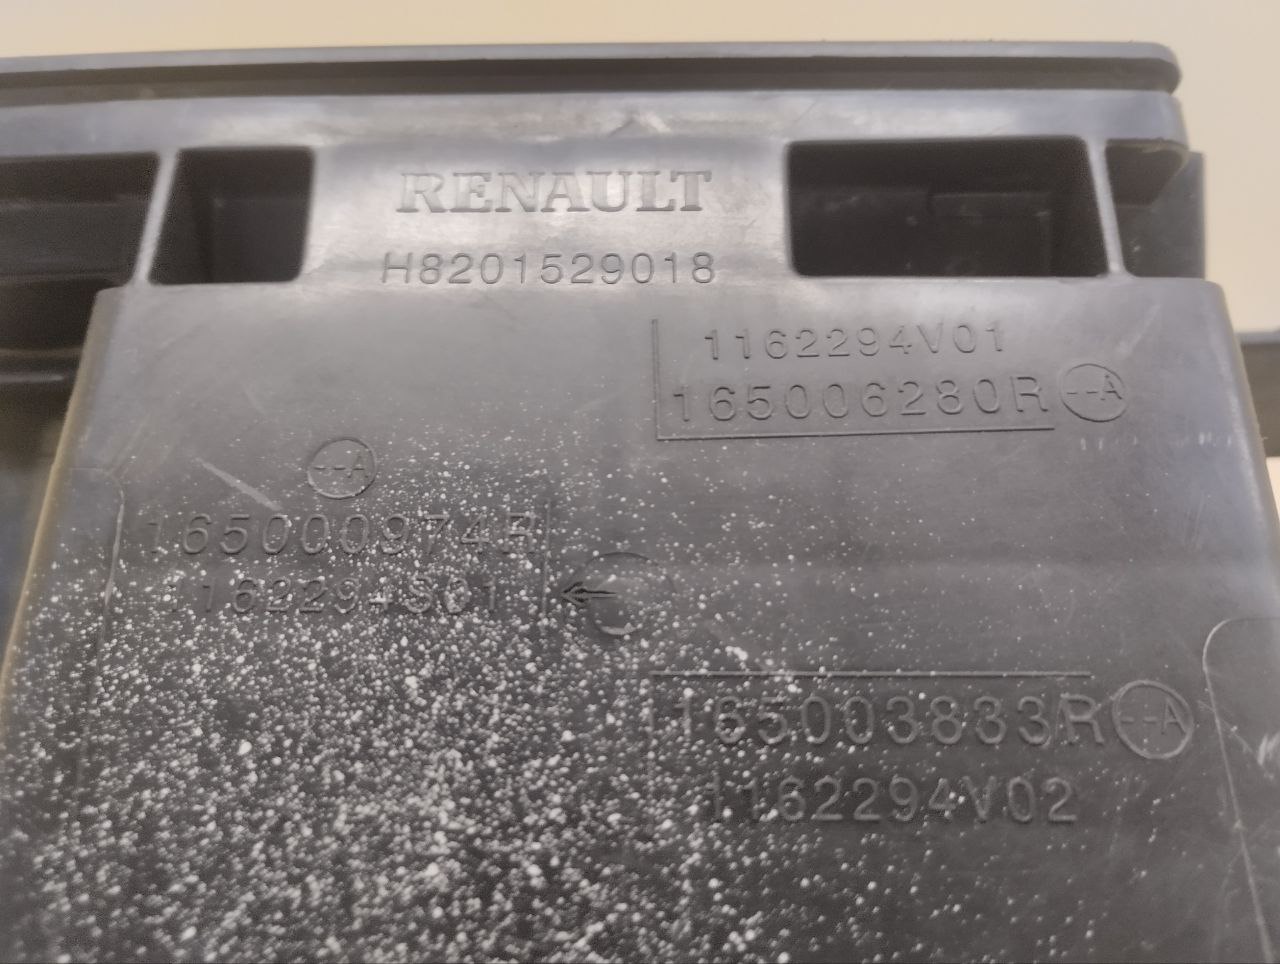 RENAULT
H8201529018
1162294V01
165006280R --A
--A
165000974R
1162294S01
165003833R --A
1162294V02